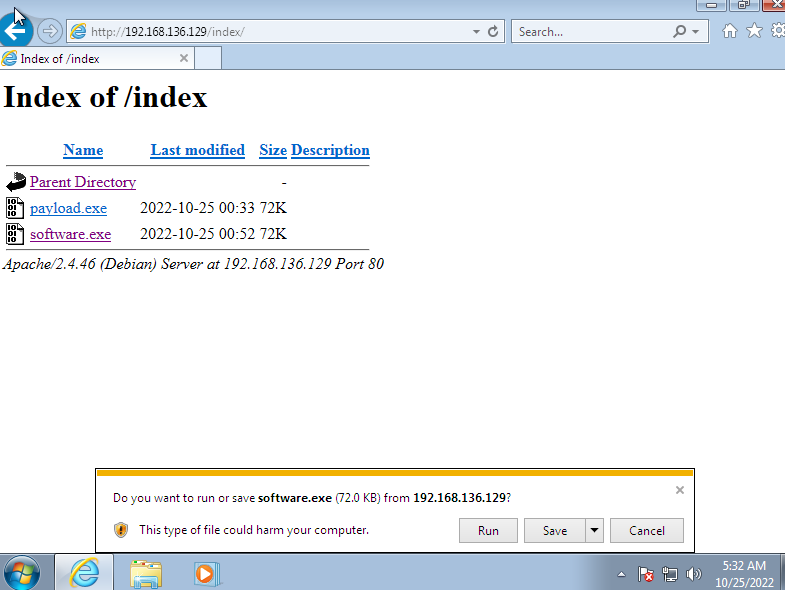 http://192.168.136.129/index/
Search...
Index of /index
Index of /index
Name Last modified Size Description
Parent Directory -
payload.exe 2022-10-25 00:33 72K
software.exe 2022-10-25 00:52 72K
Apache/2.4.46 (Debian) Server at 192.168.136.129 Port 80
Do you want to run or save software.exe (72.0 KB) from 192.168.136.129?
This type of file could harm your computer.
Run Save Cancel
5:32 AM
10/25/2022